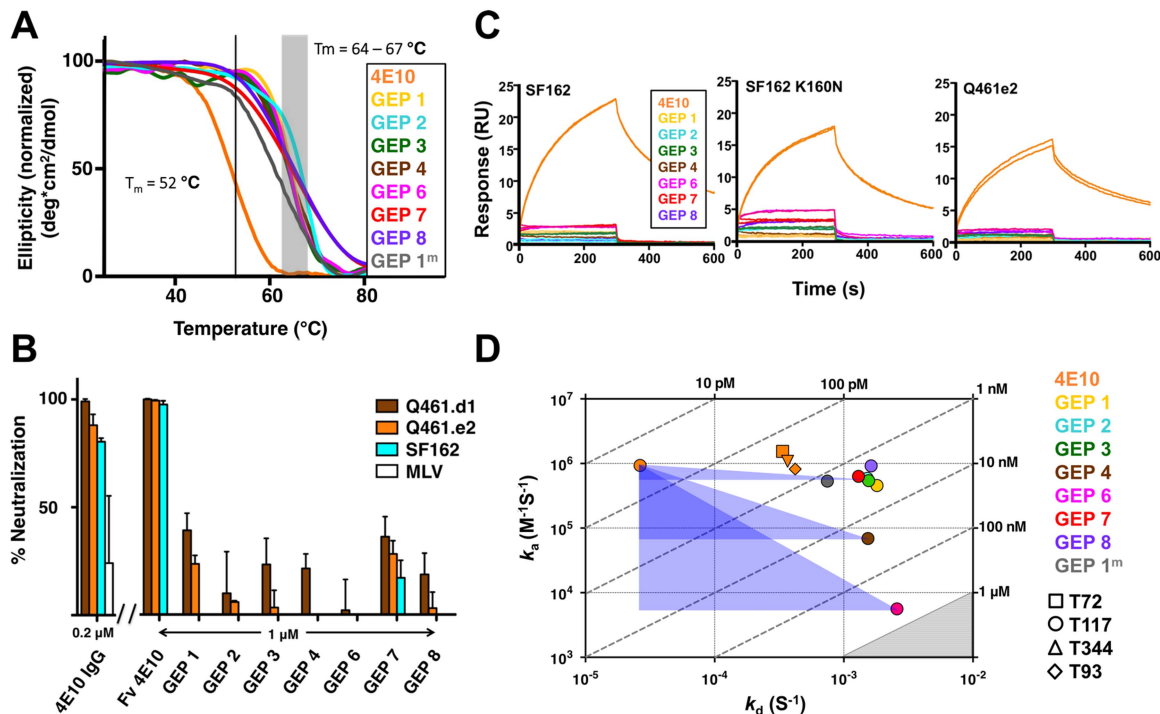 A
Ellipticity (normalized)
(deg*cm²/dmol)
100
50
0
40
60
80
Temperature (°C)
Tm = 64 – 67 °C
Tm = 52 °C
4E10
GEP 1
GEP 2
GEP 3
GEP 4
GEP 6
GEP 7
GEP 8
GEP 1ᵐ
B
% Neutralization
100
50
Q461.d1
Q461.e2
SF162
MLV
0.2 µM
1 µM
4E10 IgG
Fv 4E10
GEP 1
GEP 2
GEP 3
GEP 4
GEP 6
GEP 7
GEP 8
C
Response (RU)
SF162
25
20
15
10
5
0
0
200
400
600
4E10
GEP 1
GEP 2
GEP 3
GEP 4
GEP 6
GEP 7
GEP 8
SF162 K160N
25
20
15
10
5
0
0
200
400
600
Q461e2
25
20
15
10
5
0
0
200
400
600
Time (s)
D
10 pM
100 pM
1 nM
10 nM
100 nM
1 µM
kₐ (M⁻¹S⁻¹)
10⁷
10⁶
10⁵
10⁴
10³
10⁻⁵
10⁻⁴
10⁻³
10⁻²
k_d (S⁻¹)
4E10
GEP 1
GEP 2
GEP 3
GEP 4
GEP 6
GEP 7
GEP 8
GEP 1ᵐ
T72
T117
T344
T93